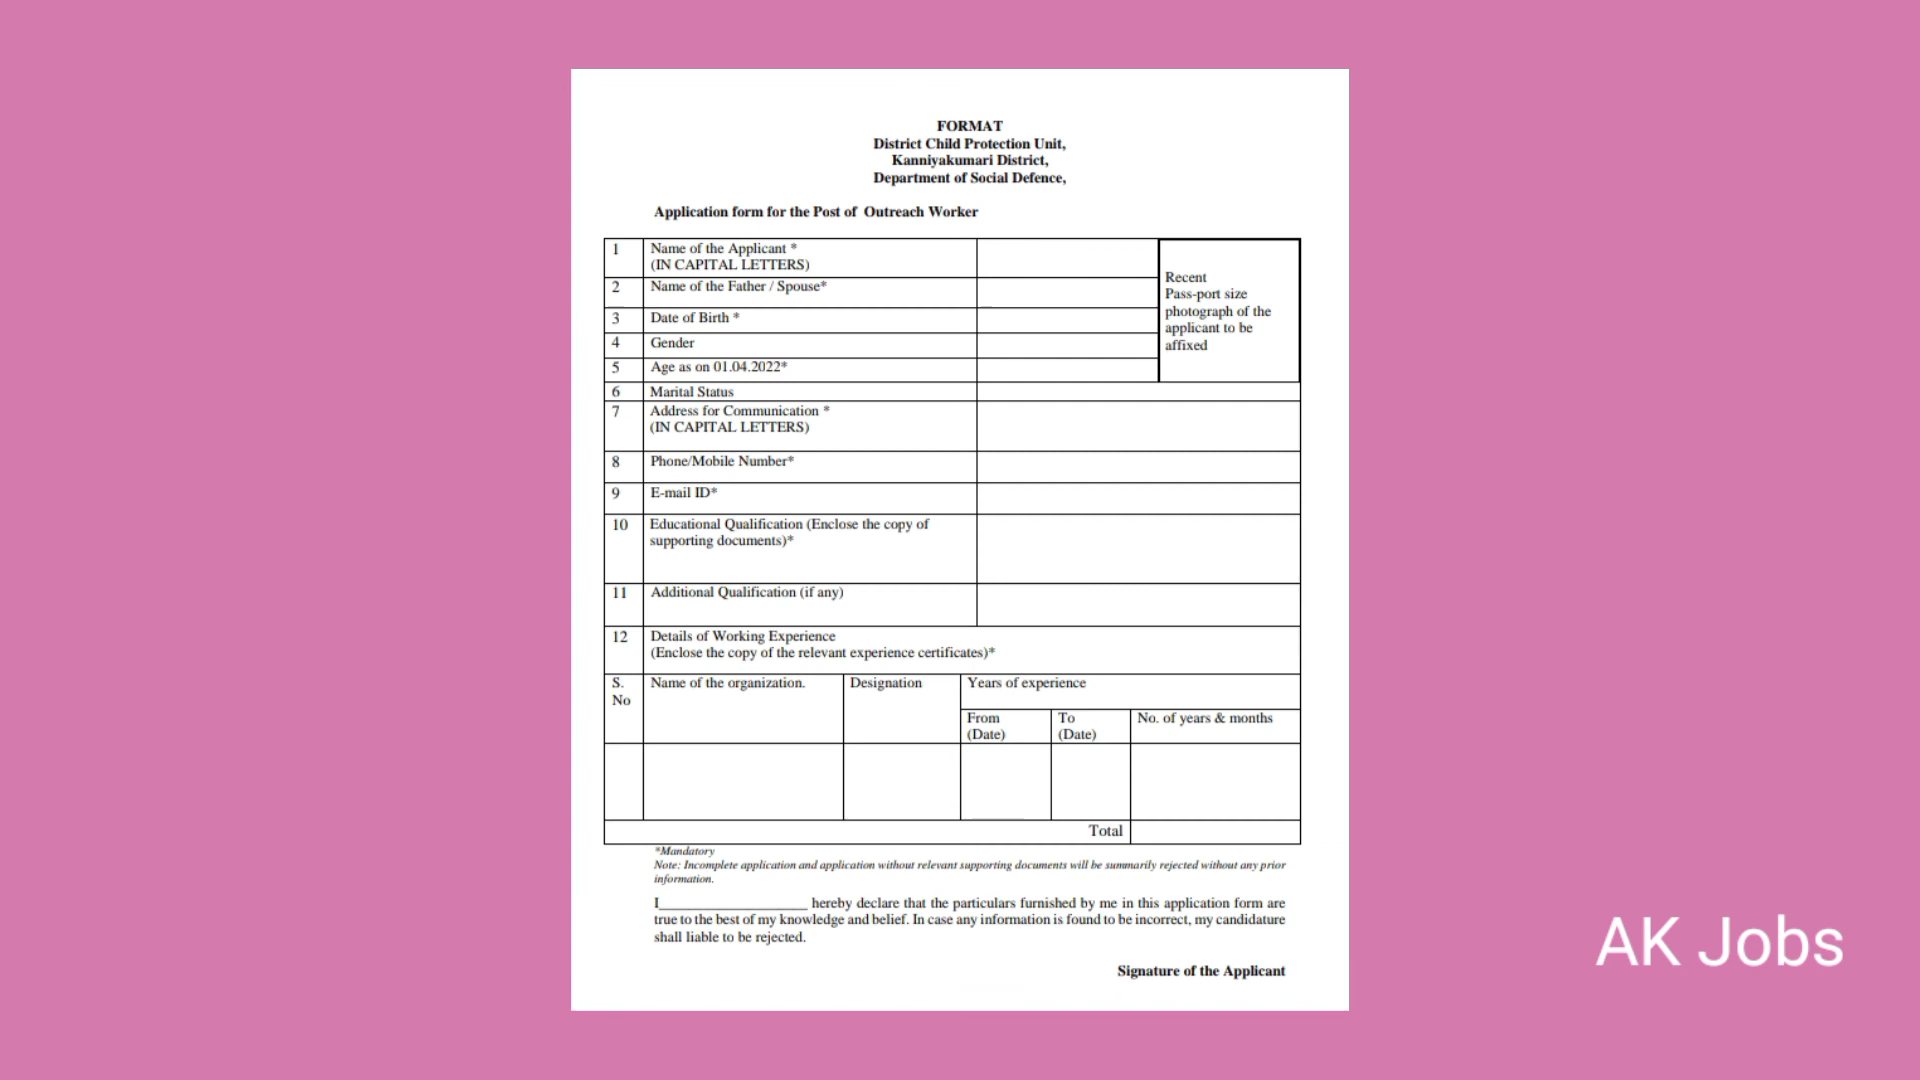 FORMAT
District Child Protection Unit,
Kanniyakumari District,
Department of Social Defence,
Application form for the Post of Outreach Worker
1 Name of the Applicant *
(IN CAPITAL LETTERS)
Recent
Pass-port size
photograph of the
applicant to be
affixed
2 Name of the Father / Spouse*
3 Date of Birth *
4 Gender
5 Age as on 01.04.2022*
6 Marital Status
7 Address for Communication *
(IN CAPITAL LETTERS)
8 Phone/Mobile Number*
9 E-mail ID*
10 Educational Qualification (Enclose the copy of
supporting documents)*
11 Additional Qualification (if any)
12 Details of Working Experience
(Enclose the copy of the relevant experience certificates)*
S.
No
Name of the organization.
Designation
Years of experience
From
(Date)
To
(Date)
No. of years & months
Total
*Mandatory
Note: Incomplete application and application without relevant supporting documents will be summarily rejected without any prior
information.
I____________________ hereby declare that the particulars furnished by me in this application form are
true to the best of my knowledge and belief. In case any information is found to be incorrect, my candidature
shall liable to be rejected.
Signature of the Applicant
AK Jobs